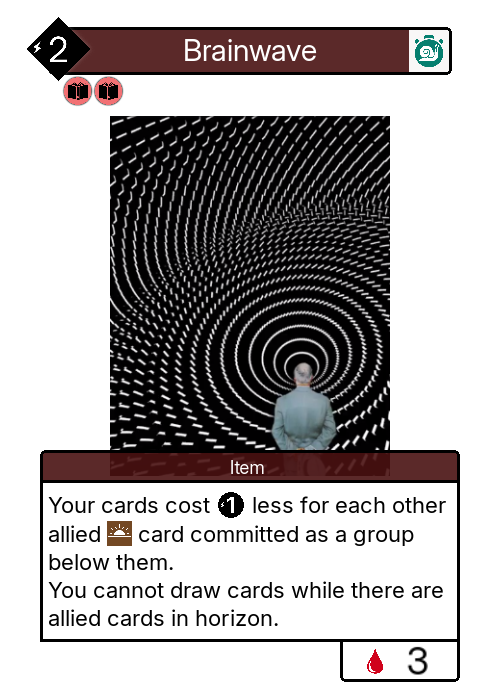 2
Brainwave
Item
Your cards cost 1 less for each other
allied card committed as a group
below them.
You cannot draw cards while there are
allied cards in horizon.
3